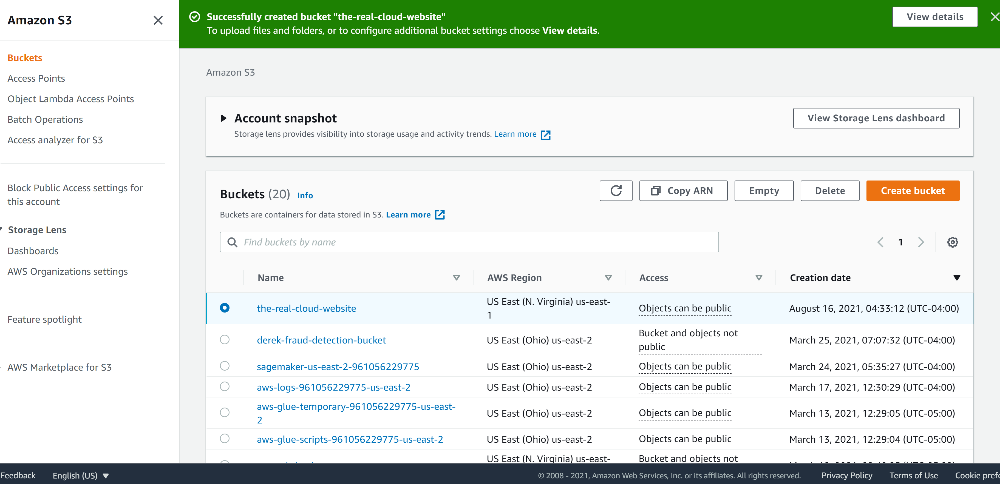 Amazon S3
Buckets
Access Points
Object Lambda Access Points
Batch Operations
Access analyzer for S3
Block Public Access settings for
this account
Storage Lens
Dashboards
AWS Organizations settings
Feature spotlight
AWS Marketplace for S3
Successfully created bucket "the-real-cloud-website"
To upload files and folders, or to configure additional bucket settings choose View details.
View details
Amazon S3
Account snapshot
Storage lens provides visibility into storage usage and activity trends. Learn more
View Storage Lens dashboard
Buckets (20) Info
Buckets are containers for data stored in S3. Learn more
Copy ARN
Empty
Delete
Create bucket
Find buckets by name
1
Name AWS Region Access Creation date
the-real-cloud-website
US East (N. Virginia) us-east-
1
Objects can be public
August 16, 2021, 04:33:12 (UTC-04:00)
derek-fraud-detection-bucket
US East (Ohio) us-east-2
Bucket and objects not
public
March 25, 2021, 07:07:32 (UTC-04:00)
sagemaker-us-east-2-961056229775
US East (Ohio) us-east-2
Objects can be public
March 24, 2021, 05:35:27 (UTC-04:00)
aws-logs-961056229775-us-east-2
US East (Ohio) us-east-2
Objects can be public
March 17, 2021, 12:30:29 (UTC-04:00)
aws-glue-temporary-961056229775-us-east-
2
US East (Ohio) us-east-2
Objects can be public
March 13, 2021, 12:29:05 (UTC-05:00)
aws-glue-scripts-961056229775-us-east-2
US East (Ohio) us-east-2
Objects can be public
March 13, 2021, 12:29:04 (UTC-05:00)
US East (N. Virginia) us-east-
Bucket and objects not
Feedback
English (US)
© 2008 - 2021, Amazon Web Services, Inc. or its affiliates. All rights reserved.
Privacy Policy
Terms of Use
Cookie prefe